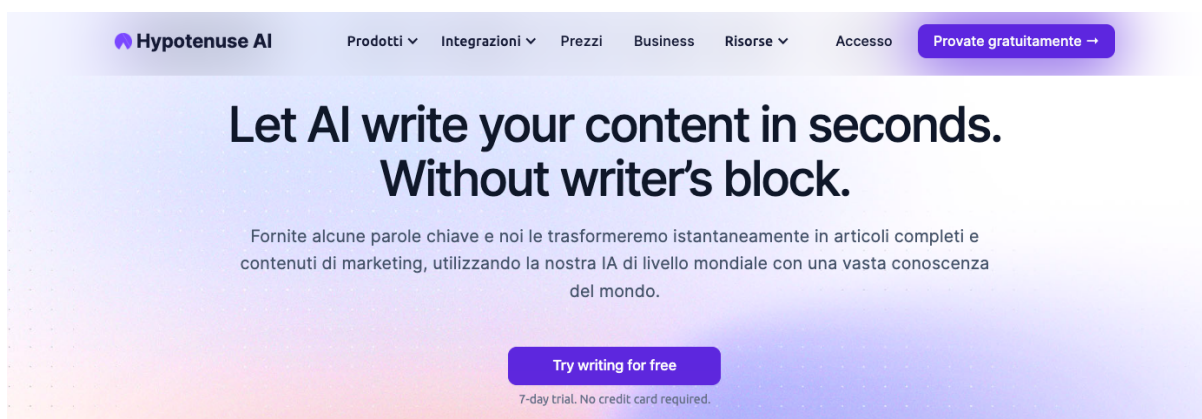 Hypotenuse AI Prodotti Integrazioni Prezzi Business Risorse Accesso Provate gratuitamente →
Let AI write your content in seconds.
Without writer's block.
Fornite alcune parole chiave e noi le trasformeremo istantaneamente in articoli completi e
contenuti di marketing, utilizzando la nostra IA di livello mondiale con una vasta conoscenza
del mondo.
Try writing for free
7-day trial. No credit card required.